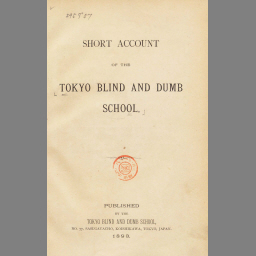 SHORT ACCOUNT
OF THE
TOKYO BLIND AND DUMB
SCHOOL.
PUBLISHED
BY THE
TOKYO BLIND AND DUMB SCHOOL,
KOISHIKAWA, TOKYO, JAPAN.